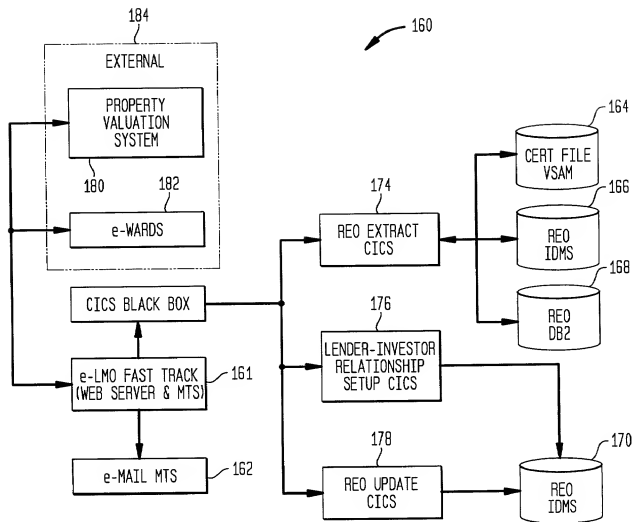 184
160
EXTERNAL
PROPERTY
VALUATION
SYSTEM
180
182
e-WARDS
CICS BLACK BOX
e-LMO FAST TRACK
(WEB SERVER & MTS)
161
e-MAIL MTS
162
174
REO EXTRACT
CICS
176
LENDER-INVESTOR
RELATIONSHIP
SETUP CICS
178
REO UPDATE
CICS
164
CERT FILE
VSAM
166
REO
IDMS
168
REO
DB2
170
REO
IDMS